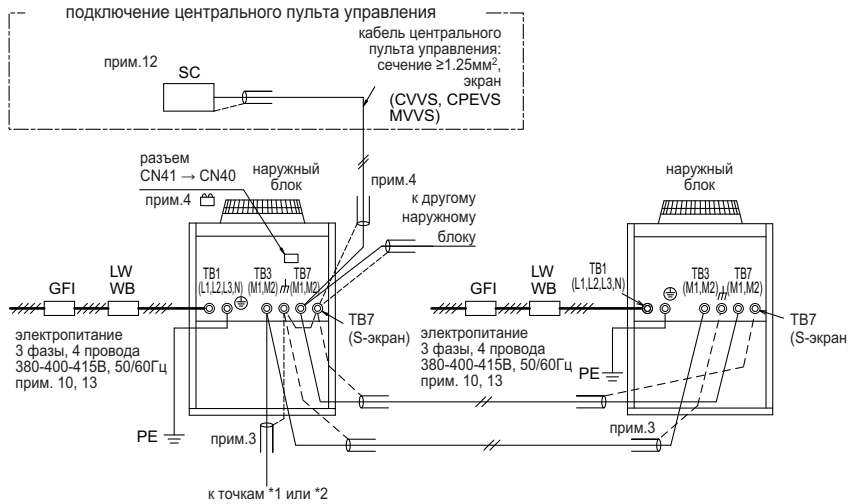 подключение центрального пульта управления
кабель центрального
пульта управления:
сечение ≥1.25мм²,
экран
(CVVS, CPEVS
MVVS)
прим.12
SC
разъем
CN41 → CN40
прим.4
наружный
блок
прим.4
к другому
наружному
блоку
наружный
блок
GFI
LW
WB
TB1
(L1,L2,L3,N)
TB3
(M1,M2)
TB7
(M1,M2)
TB7
(S-экран)
GFI
LW
WB
TB1
(L1,L2,L3,N)
TB3
(M1,M2)
TB7
(M1,M2)
TB7
(S-экран
электропитание
3 фазы, 4 провода
380-400-415В, 50/60Гц
прим. 10, 13
электропитание
3 фазы, 4 провода
380-400-415В, 50/60Гц
прим. 10, 13
PE
PE
прим.3
прим.3
к точкам *1 или *2